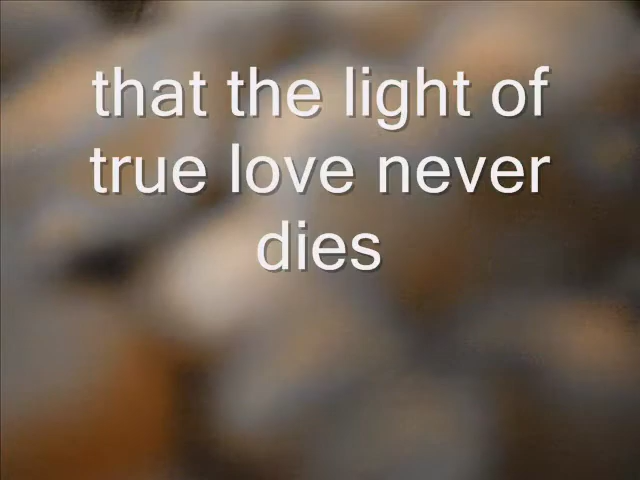 that the light of
true love never
dies